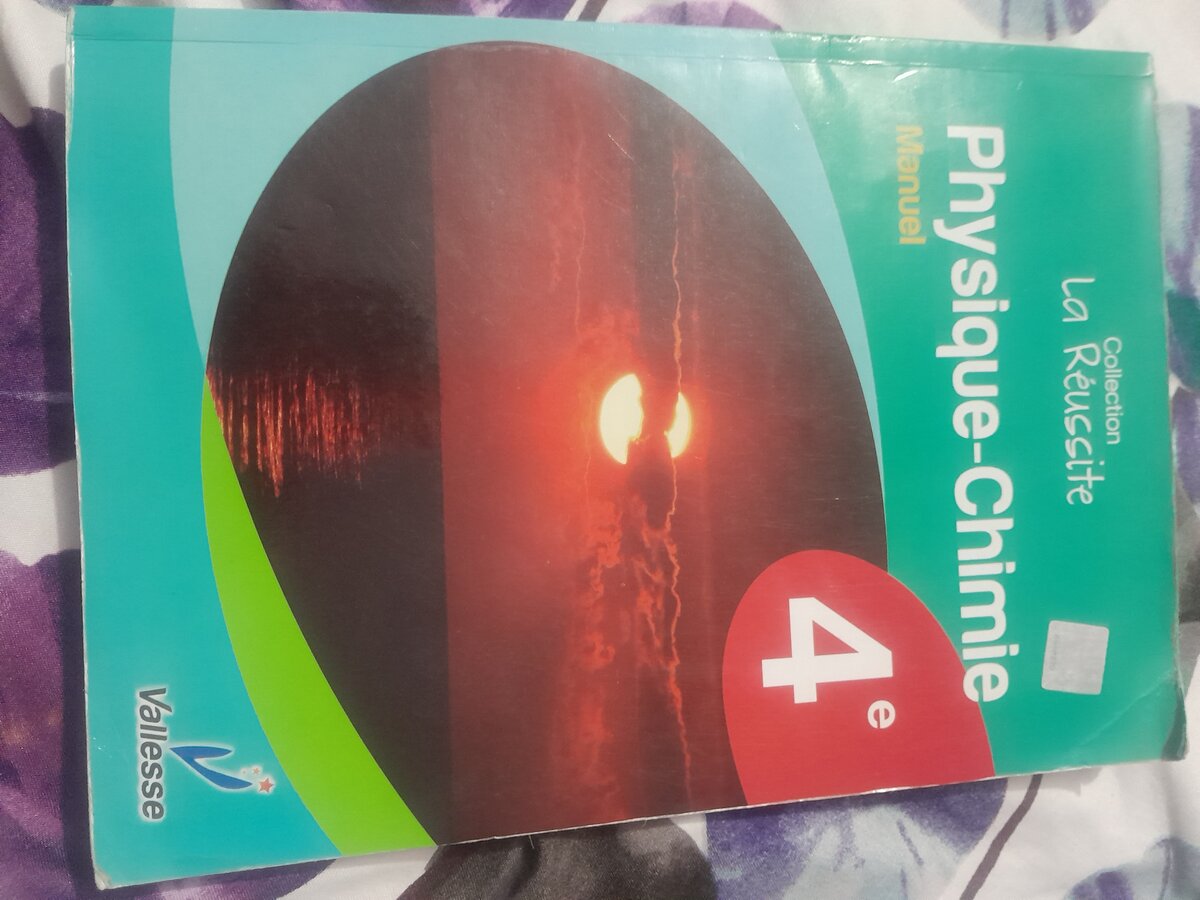 Collection
La Réussite
Physique-Chimie
Manuel
4e
Vallesse